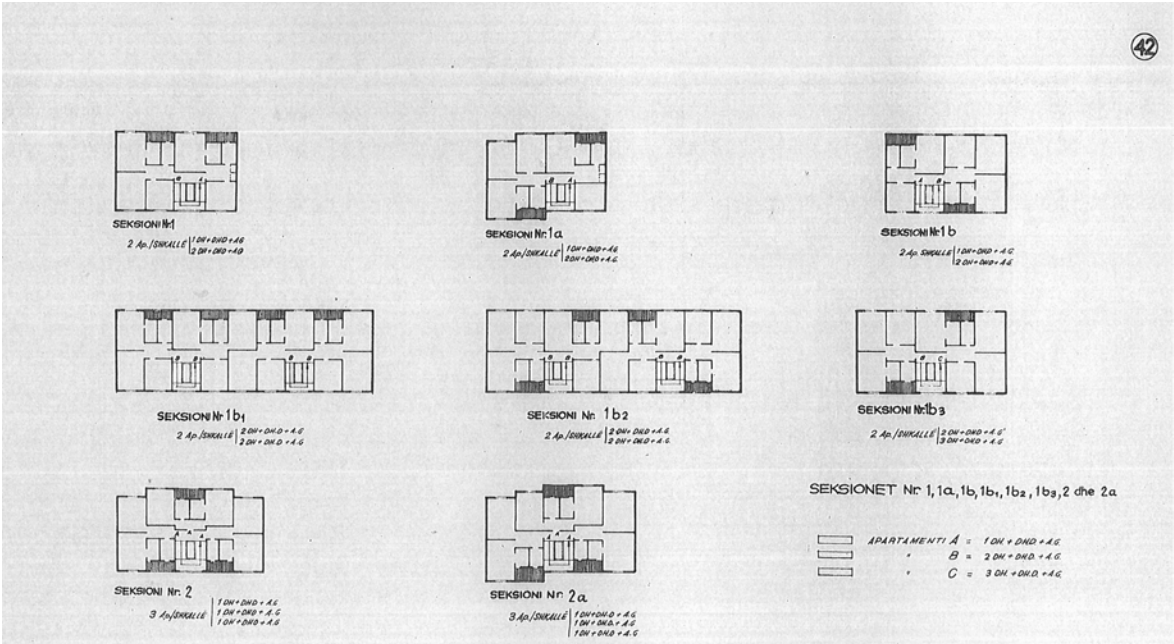 42
SEKSIONI Nr.1
2 Ap./SHKALLË | 1 DH+DHD+A.G
2 DH+DHD+A.G
SEKSIONI Nr.1a
2 Ap/SHKALLË | 1 DH+DHD+A.G.
2 DH+DHD+A.G.
SEKSIONI Nr.1b
2 Ap. SHKALLË | 1 DH+DHD+A.G.
2 DH+DHD+A.G.
SEKSIONI Nr 1b1
2 Ap./SHKALLË | 2 DH+DH.D+A.G
2 DH+DH.D+A.G.
SEKSIONI Nr. 1b2
2 Ap./SHKALLË | 2 DH+DHD+A.G.
2 DH+DHD+A.G.
SEKSIONI Nr.1b3
2 Ap./SHKALLË | 2 DH+DHD+A.G
3 DH+DHD+A.G.
SEKSIONI Nr. 2
3 Ap/SHKALLË | 1 DH+DHD+A.G
1 DH+DHD+A.G
1 DH+DHD+A.G
SEKSIONI Nr. 2a
3 Ap/SHKALLË | 1 DH+DH.D+A.G
1 DH+DHD.+A.G
1 DH+DH.D+A.G
SEKSIONET Nr 1, 1a, 1b, 1b1, 1b2, 1b3, 2 dhe 2a
APARTAMENTI A = 1 DH.+DHD.+A.G.
B = 2 DH+DHD.+A.G.
C = 3 DH.+DH.D.+A.G.